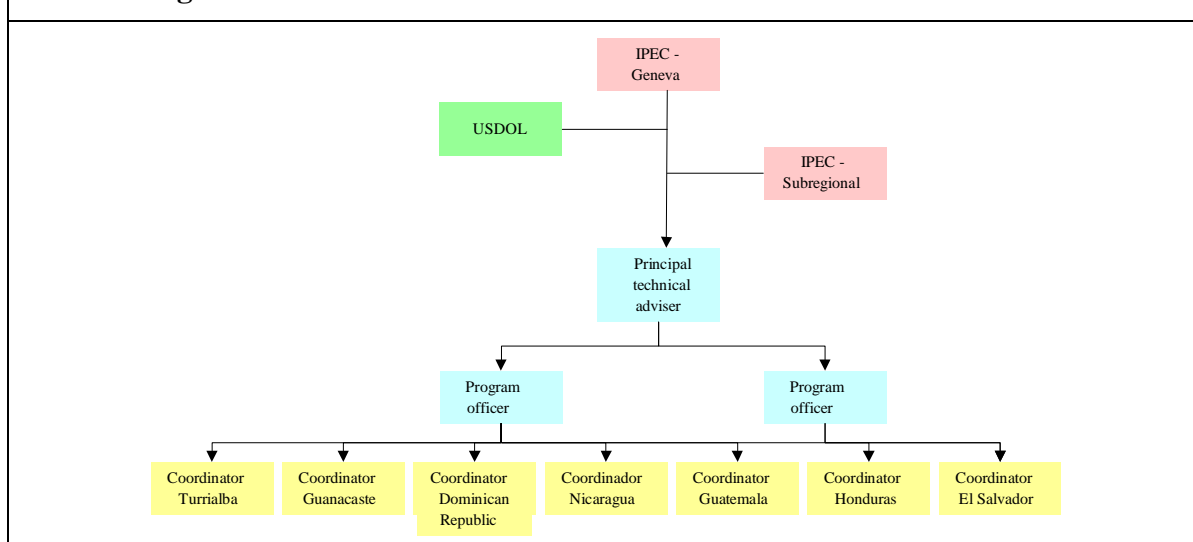 IPEC -
Geneva
USDOL
IPEC -
Subregional
Principal
technical
adviser
Program
officer
Program
officer
Coordinator
Turrialba
Coordinator
Guanacaste
Coordinator
Dominican
Republic
Coordinador
Nicaragua
Coordinator
Guatemala
Coordinator
Honduras
Coordinator
El Salvador